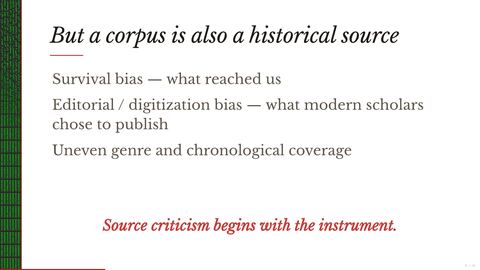 But a corpus is also a historical source
Survival bias — what reached us
Editorial / digitization bias — what modern scholars
chose to publish
Uneven genre and chronological coverage
Source criticism begins with the instrument.